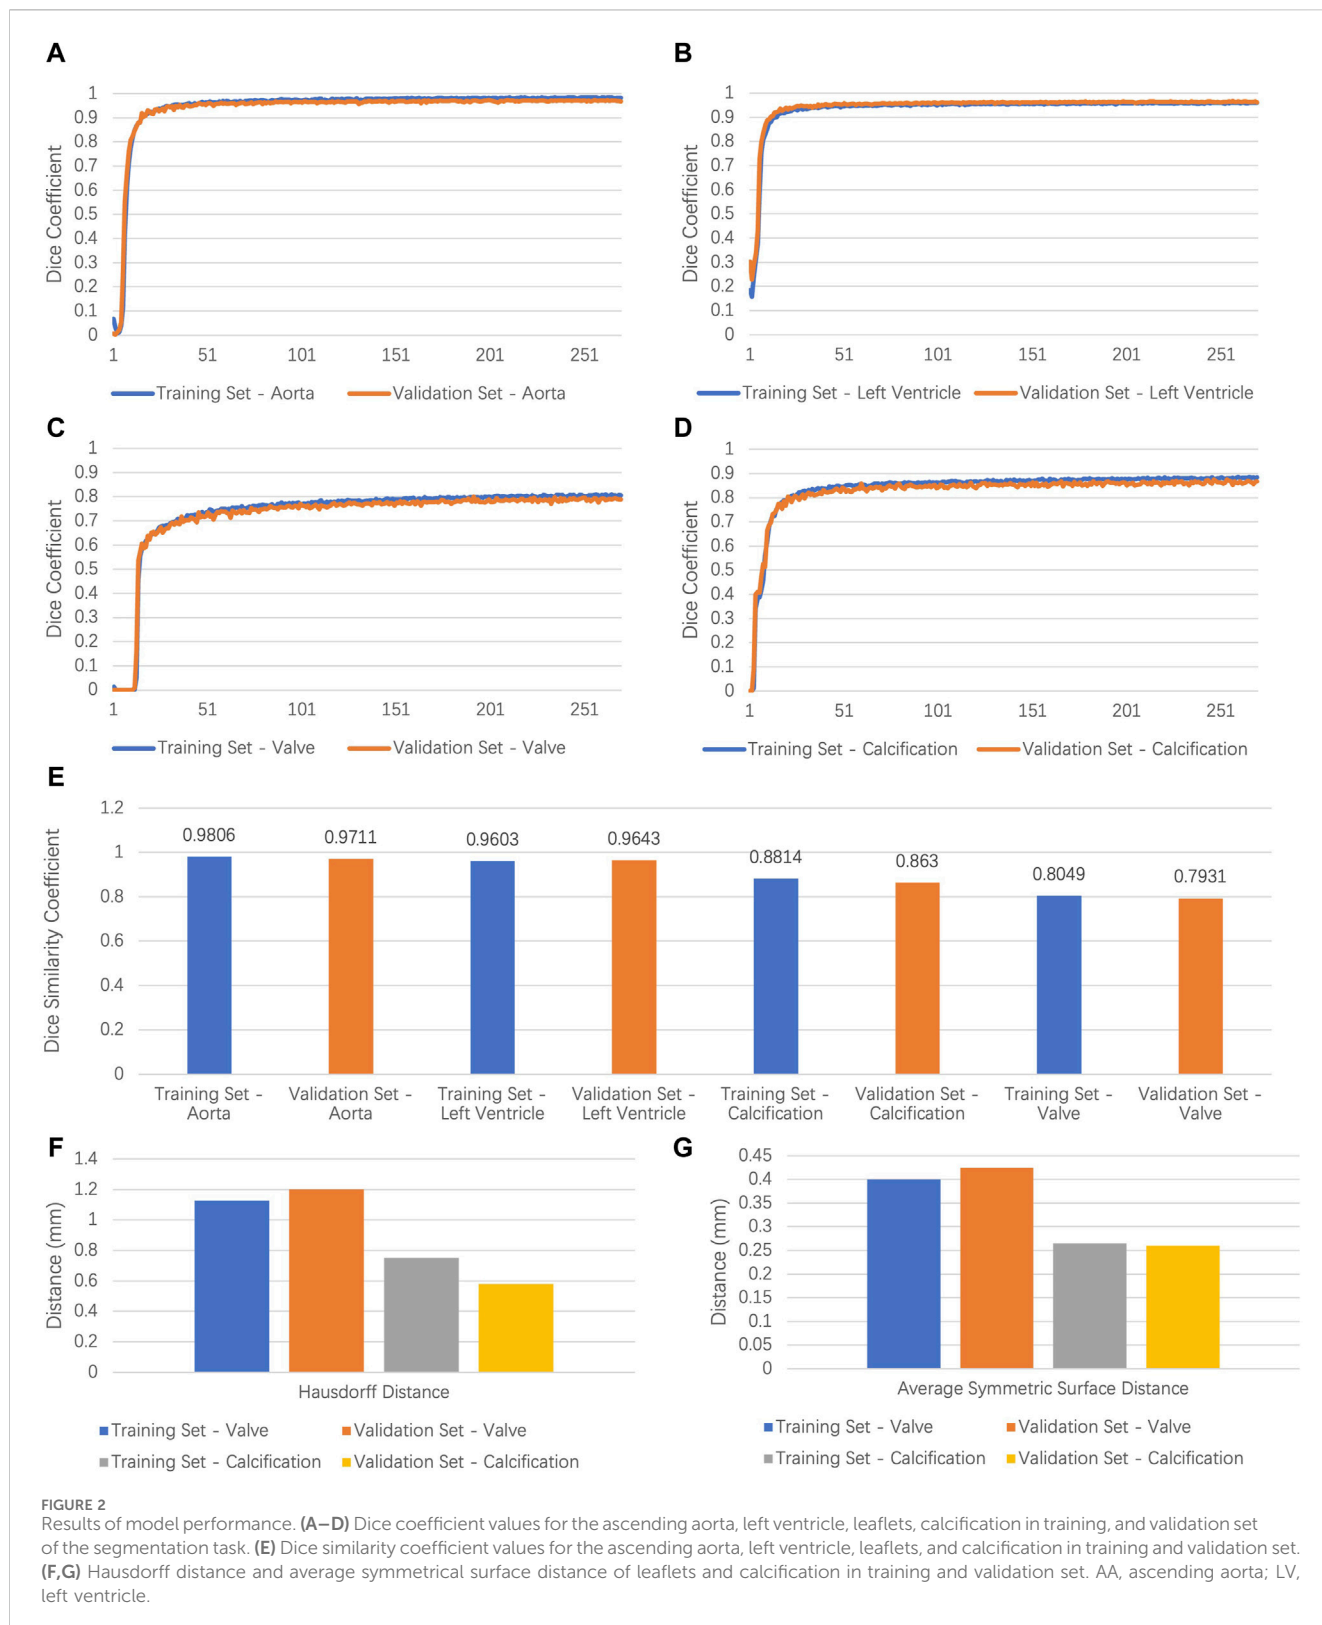 A
1
0.9
0.8
0.7
0.6
0.5
0.4
0.3
0.2
0.1
0
Dice Coefficient
1 51 101 151 201 251
Training Set - Aorta Validation Set - Aorta
B
1
0.9
0.8
0.7
0.6
0.5
0.4
0.3
0.2
0.1
0
Dice Coefficient
1 51 101 151 201 251
Training Set - Left Ventricle Validation Set - Left Ventricle
C
1
0.9
0.8
0.7
0.6
0.5
0.4
0.3
0.2
0.1
0
Dice Coefficient
1 51 101 151 201 251
Training Set - Valve Validation Set - Valve
D
1
0.9
0.8
0.7
0.6
0.5
0.4
0.3
0.2
0.1
0
Dice Coefficient
1 51 101 151 201 251
Training Set - Calcification Validation Set - Calcification
E
1.2
1
0.8
0.6
0.4
0.2
0
Dice Similarity Coefficient
0.9806 0.9711 0.9603 0.9643 0.8814 0.863 0.8049 0.7931
Training Set - Validation Set - Training Set - Validation Set - Training Set - Validation Set - Training Set - Validation Set -
Aorta Aorta Left Ventricle Left Ventricle Calcification Calcification Valve Valve
F
1.4
1.2
1
0.8
0.6
0.4
0.2
0
Distance (mm)
Hausdorff Distance
Training Set - Valve Validation Set - Valve
Training Set - Calcification Validation Set - Calcification
G
0.45
0.4
0.35
0.3
0.25
0.2
0.15
0.1
0.05
0
Distance (mm)
Average Symmetric Surface Distance
Training Set - Valve Validation Set - Valve
Training Set - Calcification Validation Set - Calcification
FIGURE 2
Results of model performance. (A–D) Dice coefficient values for the ascending aorta, left ventricle, leaflets, calcification in training, and validation set
of the segmentation task. (E) Dice similarity coefficient values for the ascending aorta, left ventricle, leaflets, and calcification in training and validation set.
(F,G) Hausdorff distance and average symmetrical surface distance of leaflets and calcification in training and validation set. AA, ascending aorta; LV,
left ventricle.